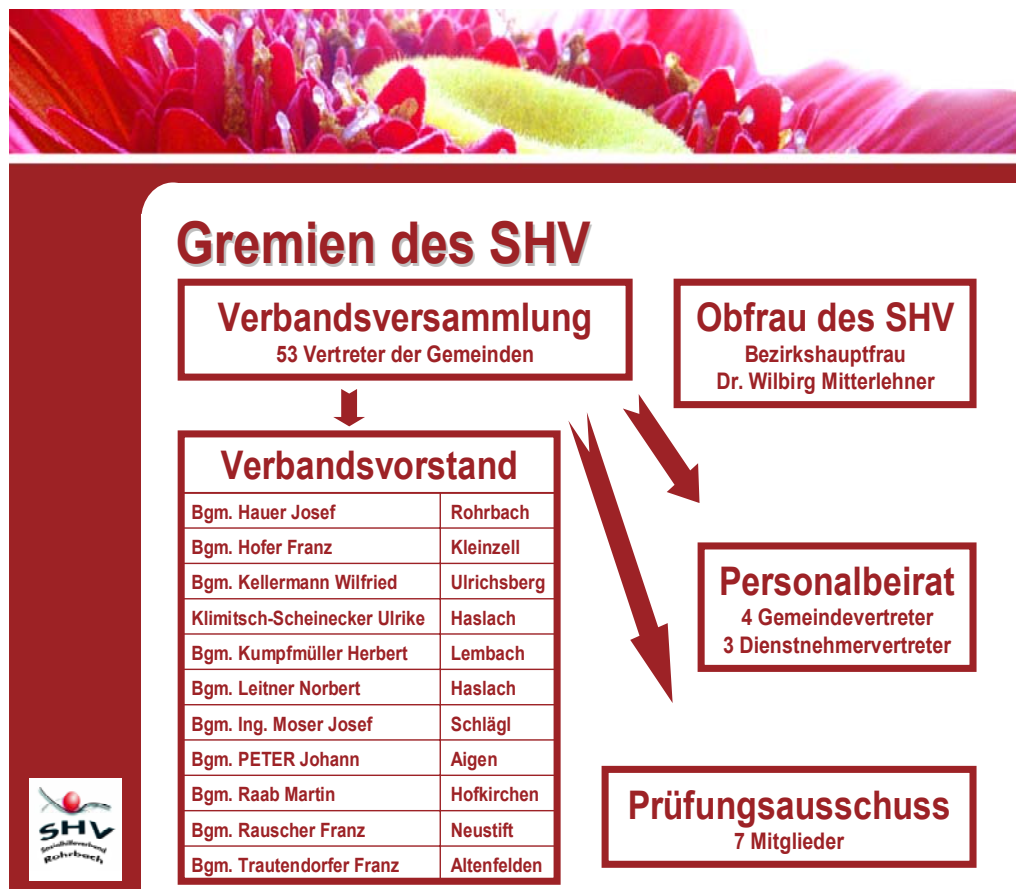 Gremien des SHV
Verbandsversammlung
53 Vertreter der Gemeinden
Obfrau des SHV
Bezirkshauptfrau
Dr. Wilbirg Mitterlehner
Verbandsvorstand
Bgm. Hauer Josef Rohrbach
Bgm. Hofer Franz Kleinzell
Bgm. Kellermann Wilfried Ulrichsberg
Klimitsch-Scheinecker Ulrike Haslach
Bgm. Kumpfmüller Herbert Lembach
Bgm. Leitner Norbert Haslach
Bgm. Ing. Moser Josef Schlägl
Bgm. PETER Johann Aigen
Bgm. Raab Martin Hofkirchen
Bgm. Rauscher Franz Neustift
Bgm. Trautendorfer Franz Altenfelden
Personalbeirat
4 Gemeindevertreter
3 Dienstnehmervertreter
Prüfungsausschuss
7 Mitglieder
SHV
Sozialhilfeverband
Rohrbach